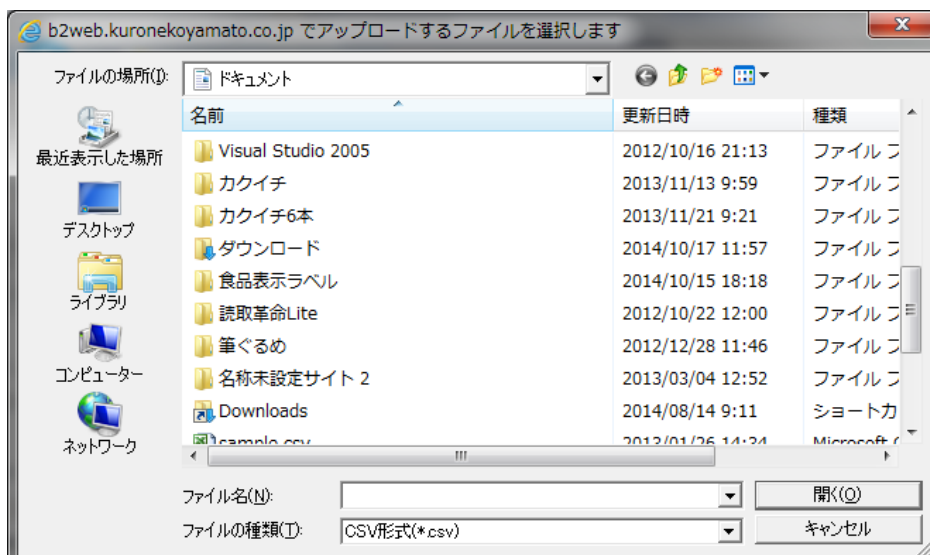 b2web.kuronekoyamato.co.jp でアップロードするファイルを選択します
ファイルの場所(I):
ドキュメント
最近表示した場所
デスクトップ
ライブラリ
コンピューター
ネットワーク
名前 更新日時 種類
Visual Studio 2005 2012/10/16 21:13 ファイル フ
カクイチ 2013/11/13 9:59 ファイル フ
カクイチ6本 2013/11/21 9:21 ファイル フ
ダウンロード 2014/10/17 11:57 ファイル フ
食品表示ラベル 2014/10/15 18:18 ファイル フ
読取革命Lite 2012/10/22 12:00 ファイル フ
筆ぐるめ 2012/12/28 11:46 ファイル フ
名称未設定サイト 2 2013/03/04 12:52 ファイル フ
Downloads 2014/08/14 9:11 ショートカ
sample.csv 2013/01/26 14:34 Microsoft
ファイル名(N): 開く(O)
ファイルの種類(T): CSV形式(*.csv) キャンセル